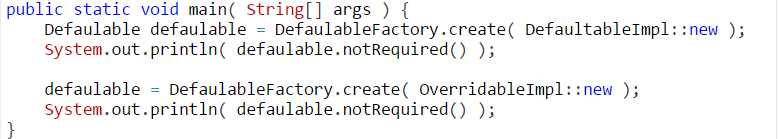 public static void main( String[] args ) {
    Defaulable defaulable = DefaulableFactory.create( DefaultableImpl::new );
    System.out.println( defaulable.notRequired() );

    defaulable = DefaulableFactory.create( OverridableImpl::new );
    System.out.println( defaulable.notRequired() );
}